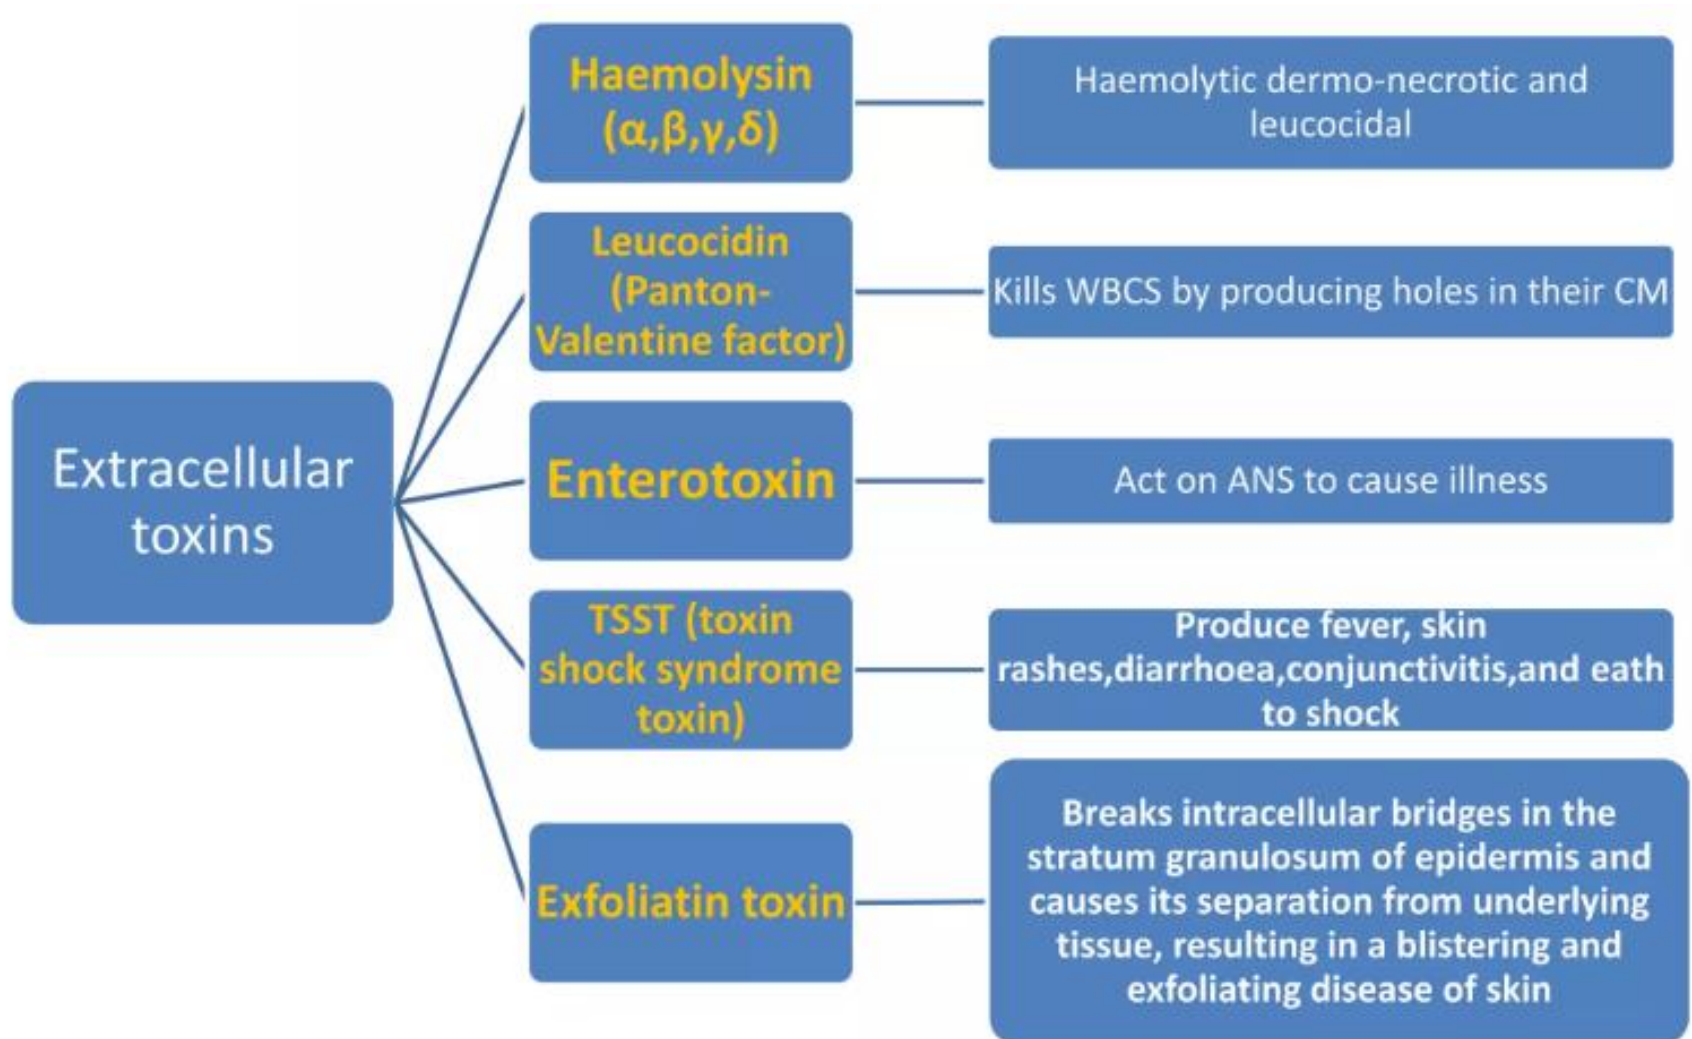 Extracellular
toxins
Haemolysin
(α,β,γ,δ)
Haemolytic dermo-necrotic and
leucocidal
Leucocidin
(Panton-
Valentine factor)
Kills WBCS by producing holes in their CM
Enterotoxin
Act on ANS to cause illness
TSST (toxin
shock syndrome
toxin)
Produce fever, skin
rashes,diarrhoea,conjunctivitis,and eath
to shock
Exfoliatin toxin
Breaks intracellular bridges in the
stratum granulosum of epidermis and
causes its separation from underlying
tissue, resulting in a blistering and
exfoliating disease of skin